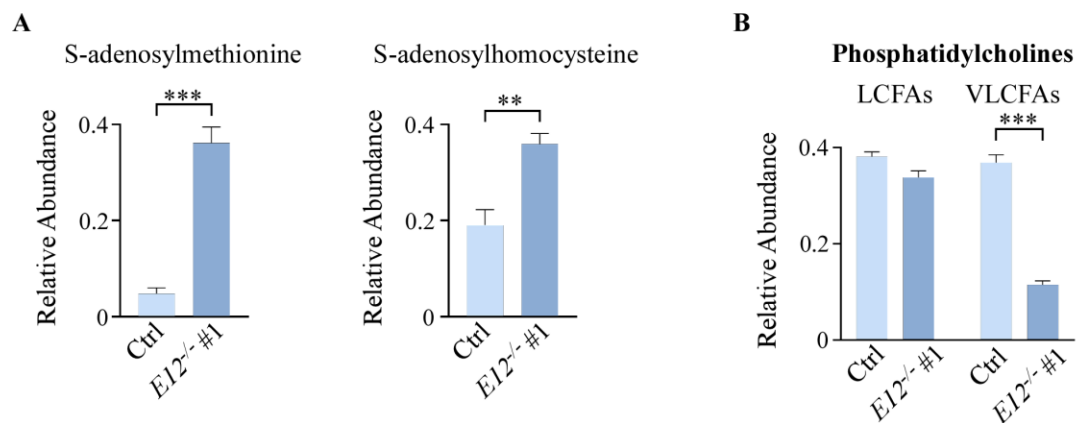 A
S-adenosylmethionine
Relative Abundance
0.4
0.2
0
***
Ctrl
E12-/- #1
S-adenosylhomocysteine
Relative Abundance
0.4
0.2
0
**
Ctrl
E12-/- #1
B
Phosphatidylcholines
LCFAs VLCFAs
Relative Abundance
0.4
0.2
0
***
Ctrl
E12-/- #1
Ctrl
E12-/- #1